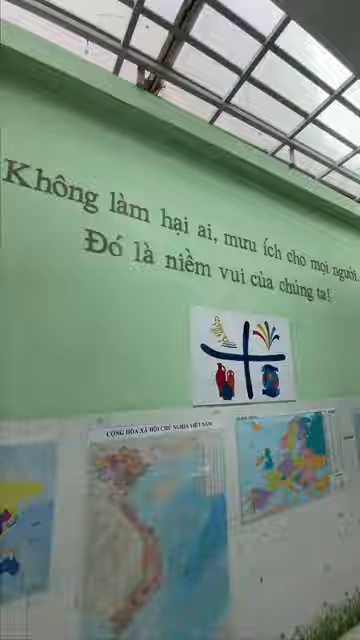 Không làm hại ai, mưu ích cho mọi người.
Đó là niềm vui của chúng ta!
CỘNG HÒA XÃ HỘI CHỦ NGHĨA VIỆT NAM